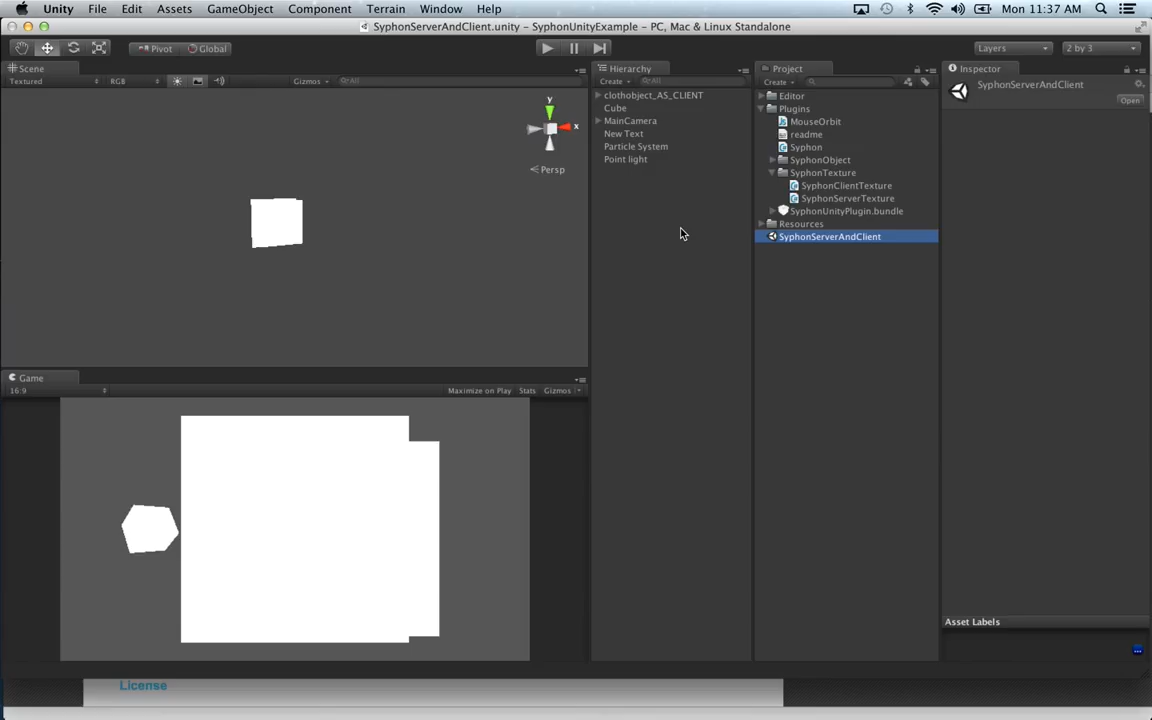 Unity File Edit Assets GameObject Component Terrain Window Help Mon 11:37 AM
SyphonServerAndClient.unity – SyphonUnityExample – PC, Mac & Linux Standalone
Pivot Global Layers 2 by 3
Scene
Textured RGB Gizmos All
y
x
Persp
Game
16:9 Maximize on Play Stats Gizmos
Hierarchy
Create All
clothobject_AS_CLIENT
Cube
MainCamera
New Text
Particle System
Point light
Project
Create
Editor
Plugins
MouseOrbit
readme
Syphon
SyphonObject
SyphonTexture
SyphonClientTexture
SyphonServerTexture
SyphonUnityPlugin.bundle
Resources
SyphonServerAndClient
Inspector
SyphonServerAndClient
Open
Asset Labels
License